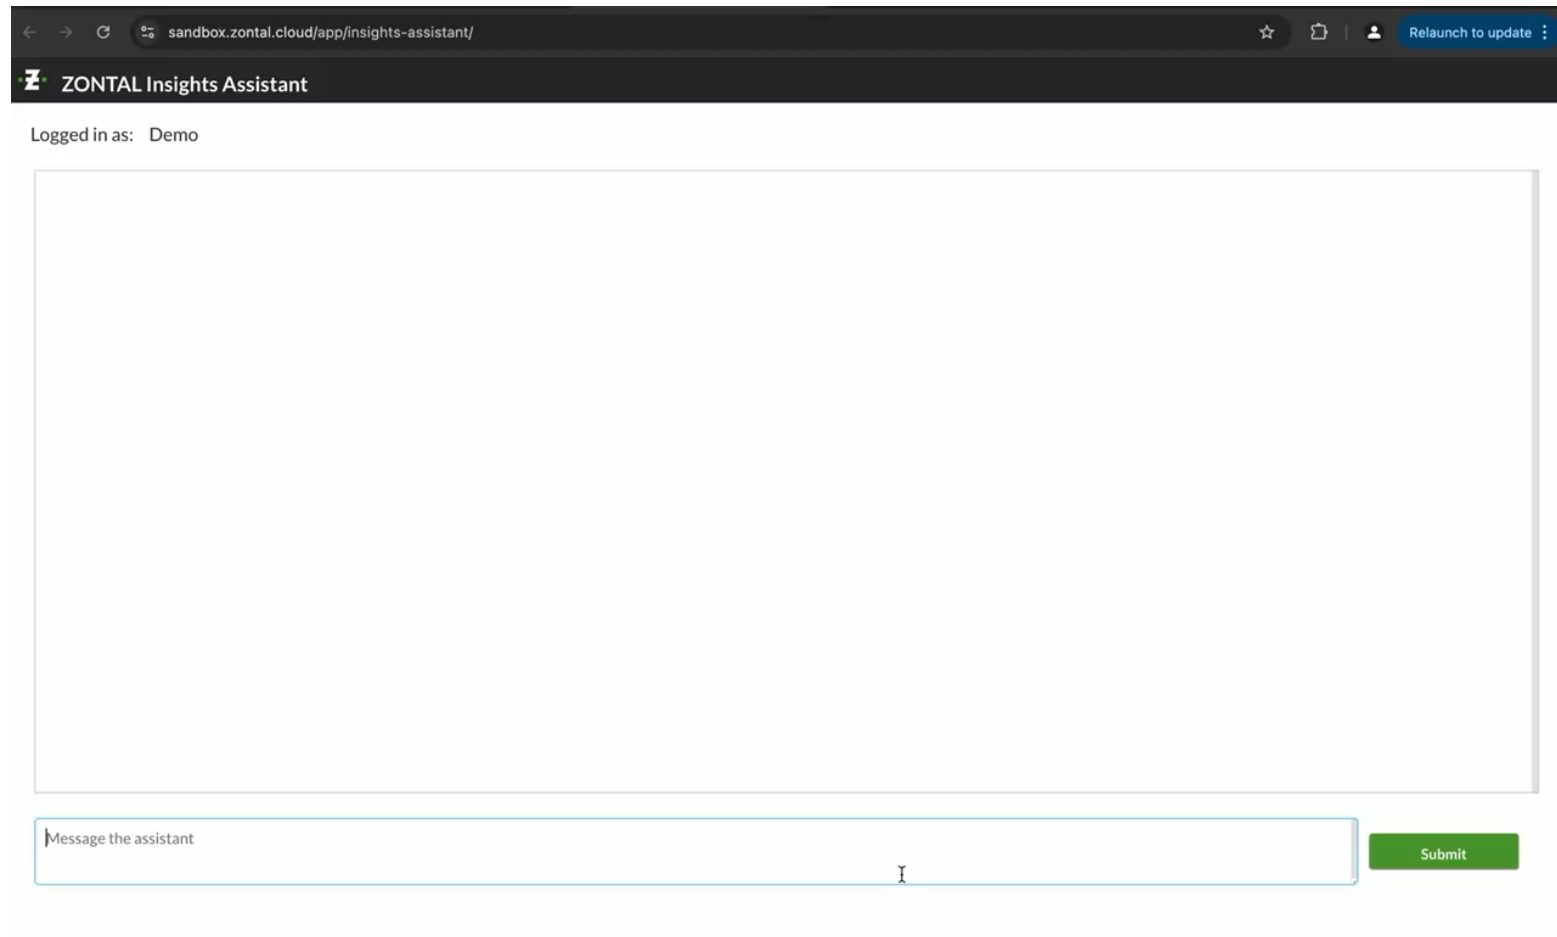 sandbox.zontal.cloud/app/insights-assistant/
Relaunch to update
Z ZONTAL Insights Assistant
Logged in as: Demo
Message the assistant
Submit